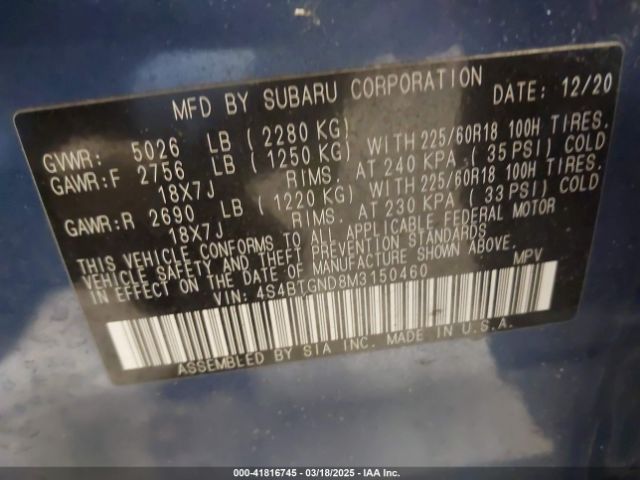 MFD BY SUBARU CORPORATION DATE: 12/20
GVWR: 5026 LB (2280 KG)
GAWR:F 2756 LB (1250 KG) WITH 225/60R18 100H TIRES.
18X7J RIMS. AT 240 KPA (35 PSI) COLD
GAWR:R 2690 LB (1220 KG) WITH 225/60R18 100H TIRES.
18X7J RIMS. AT 230 KPA (33 PSI) COLD
THIS VEHICLE CONFORMS TO ALL APPLICABLE FEDERAL MOTOR
VEHICLE SAFETY AND THEFT PREVENTION STANDARDS
IN EFFECT ON THE DATE OF MANUFACTURE SHOWN ABOVE.
VIN: 4S4BTGND8M3150460 MPV
ASSEMBLED BY SIA INC. MADE IN U.S.A.
000-41816745 - 03/18/2025 - IAA Inc.